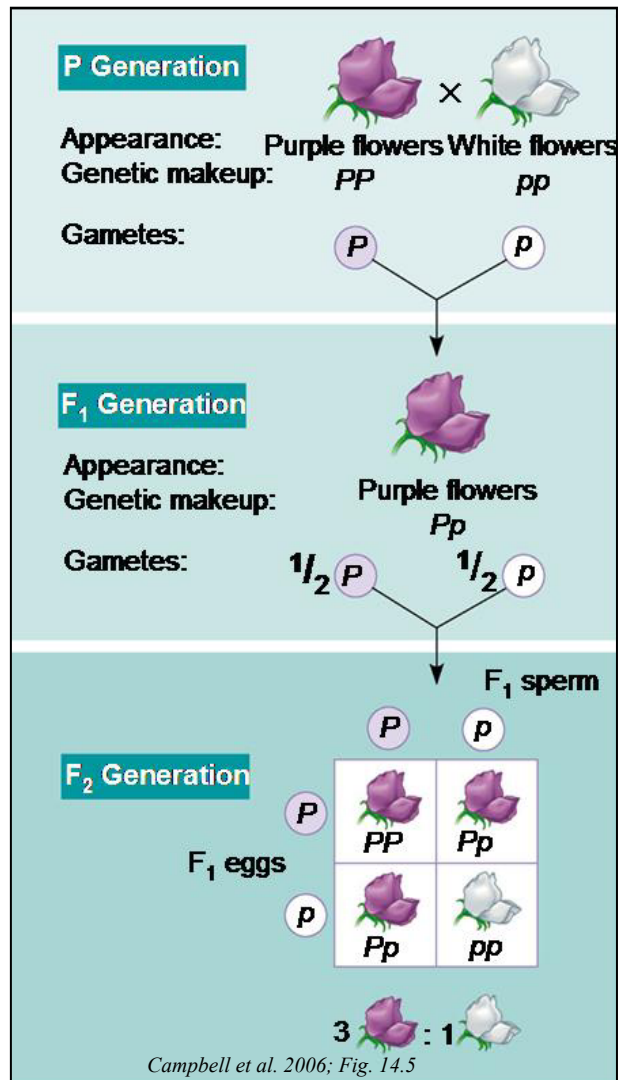 P Generation
×
Appearance: Purple flowers White flowers
Genetic makeup: PP pp
Gametes: P p
F₁ Generation
Appearance:
Genetic makeup:
Purple flowers
Pp
Gametes: 1/2 P 1/2 p
F₁ sperm
P p
F₂ Generation
P
PP Pp
F₁ eggs
p
Pp pp
3 : 1
Campbell et al. 2006; Fig. 14.5